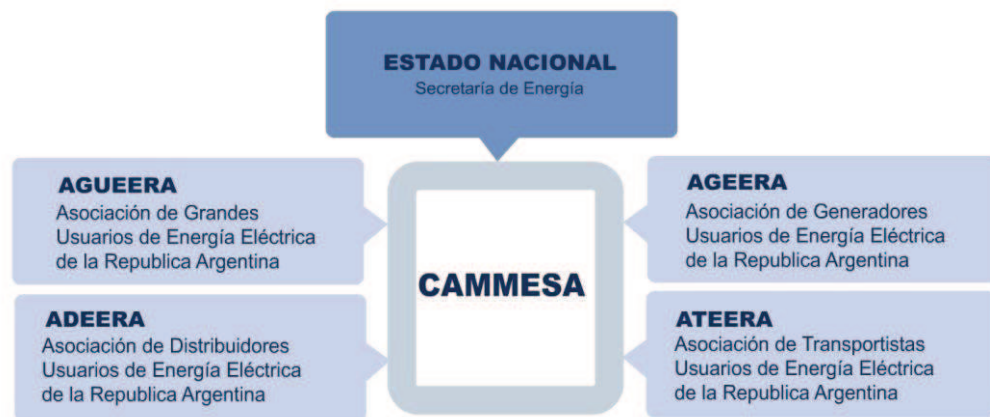 ESTADO NACIONAL
Secretaría de Energía
AGUEERA
Asociación de Grandes
Usuarios de Energía Eléctrica
de la Republica Argentina
AGEERA
Asociación de Generadores
Usuarios de Energía Eléctrica
de la Republica Argentina
CAMMESA
ADEERA
Asociación de Distribuidores
Usuarios de Energía Eléctrica
de la Republica Argentina
ATEERA
Asociación de Transportistas
Usuarios de Energía Eléctrica
de la Republica Argentina